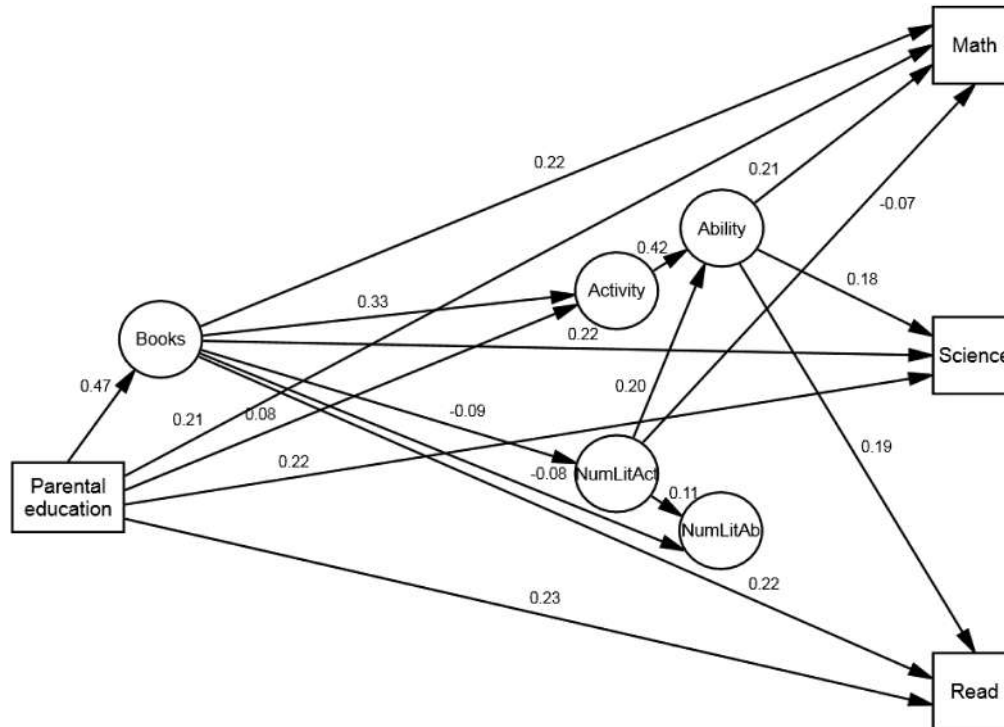 Math
0.22
0.21
-0.07
Ability
0.42
0.18
Activity
0.33
Books
0.22
Science
0.47
0.20
-0.09
0.21
0.08
0.19
0.22
-0.08
NumLitAct
Parental
education
0.11
NumLitAb
0.22
0.23
Read